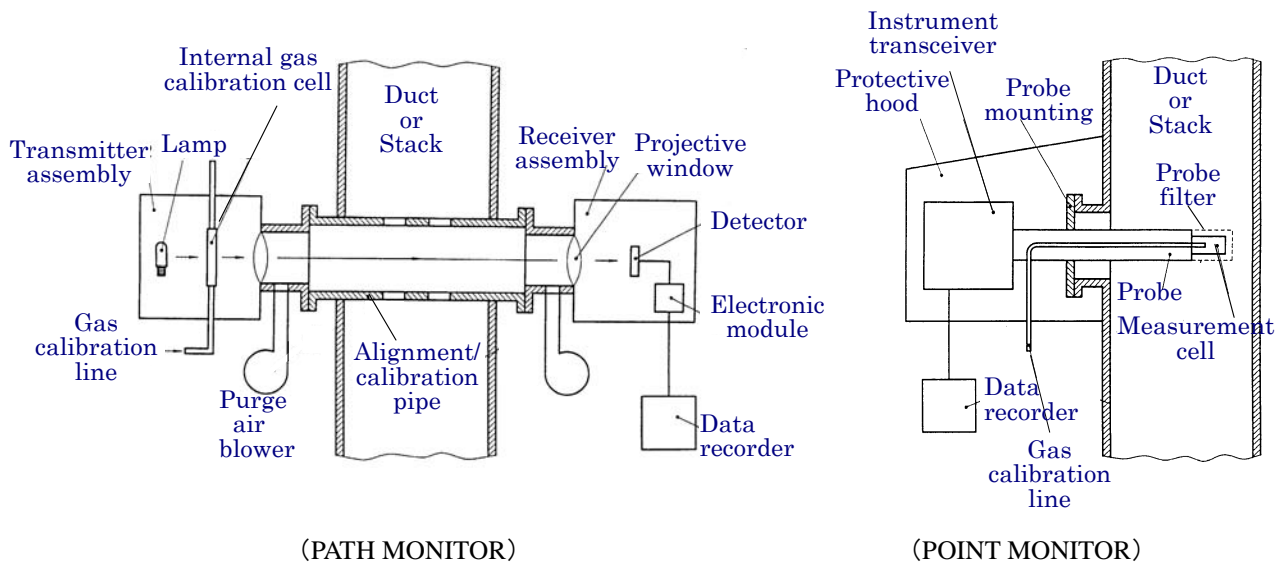 Internal gas
calibration cell
Duct
or
Stack
Transmitter
assembly
Lamp
Receiver
assembly
Projective
window
Detector
Electronic
module
Gas
calibration
line
Purge
air
blower
Alignment/
calibration
pipe
Data
recorder
(PATH MONITOR)
Instrument
transceiver
Protective
hood
Probe
mounting
Duct
or
Stack
Probe
filter
Probe
Measurement
cell
Data
recorder
Gas
calibration
line
(POINT MONITOR)